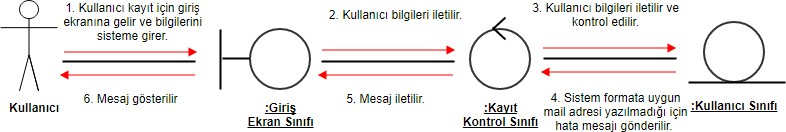 1. Kullanıcı kayıt için giriş
ekranına gelir ve bilgilerini
sisteme girer.
2. Kullanıcı bilgileri iletilir.
3. Kullanıcı bilgileri iletilir ve
kontrol edilir.
Kullanıcı
6. Mesaj gösterilir
:Giriş
Ekran Sınıfı
5. Mesaj iletilir.
:Kayıt
Kontrol Sınıfı
4. Sistem formata uygun
mail adresi yazılmadığı için
hata mesajı gönderilir.
:Kullanıcı Sınıfı